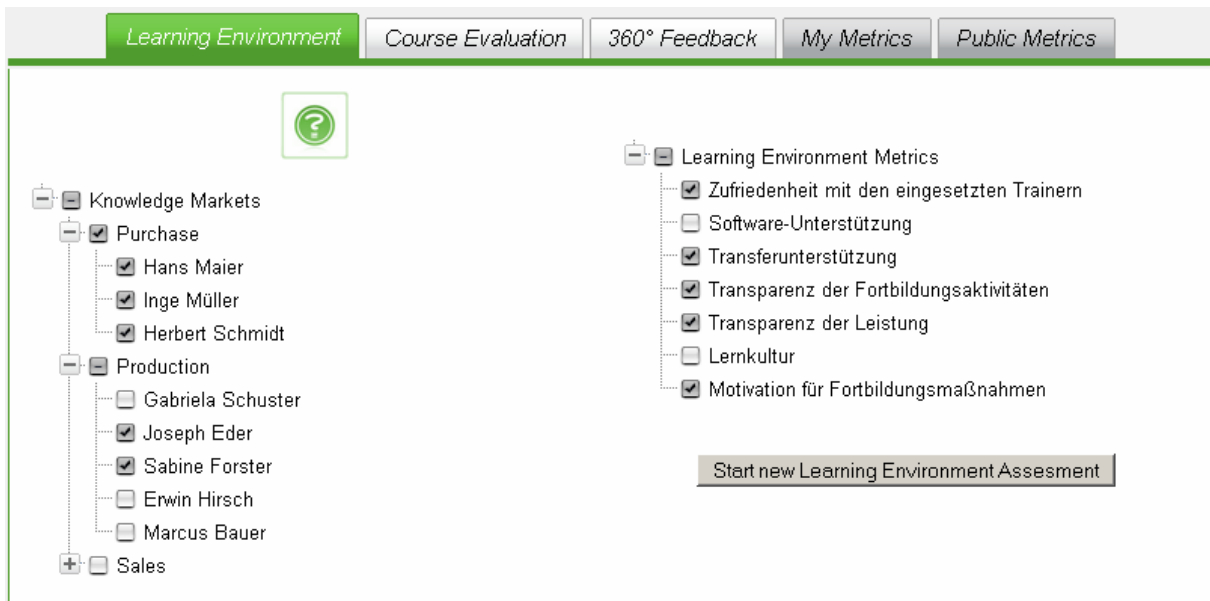 Learning Environment
Course Evaluation
360° Feedback
My Metrics
Public Metrics
Knowledge Markets
Purchase
Hans Maier
Inge Müller
Herbert Schmidt
Production
Gabriela Schuster
Joseph Eder
Sabine Forster
Erwin Hirsch
Marcus Bauer
Sales
Learning Environment Metrics
Zufriedenheit mit den eingesetzten Trainern
Software-Unterstützung
Transferunterstützung
Transparenz der Fortbildungsaktivitäten
Transparenz der Leistung
Lernkultur
Motivation für Fortbildungsmaßnahmen
Start new Learning Environment Assesment